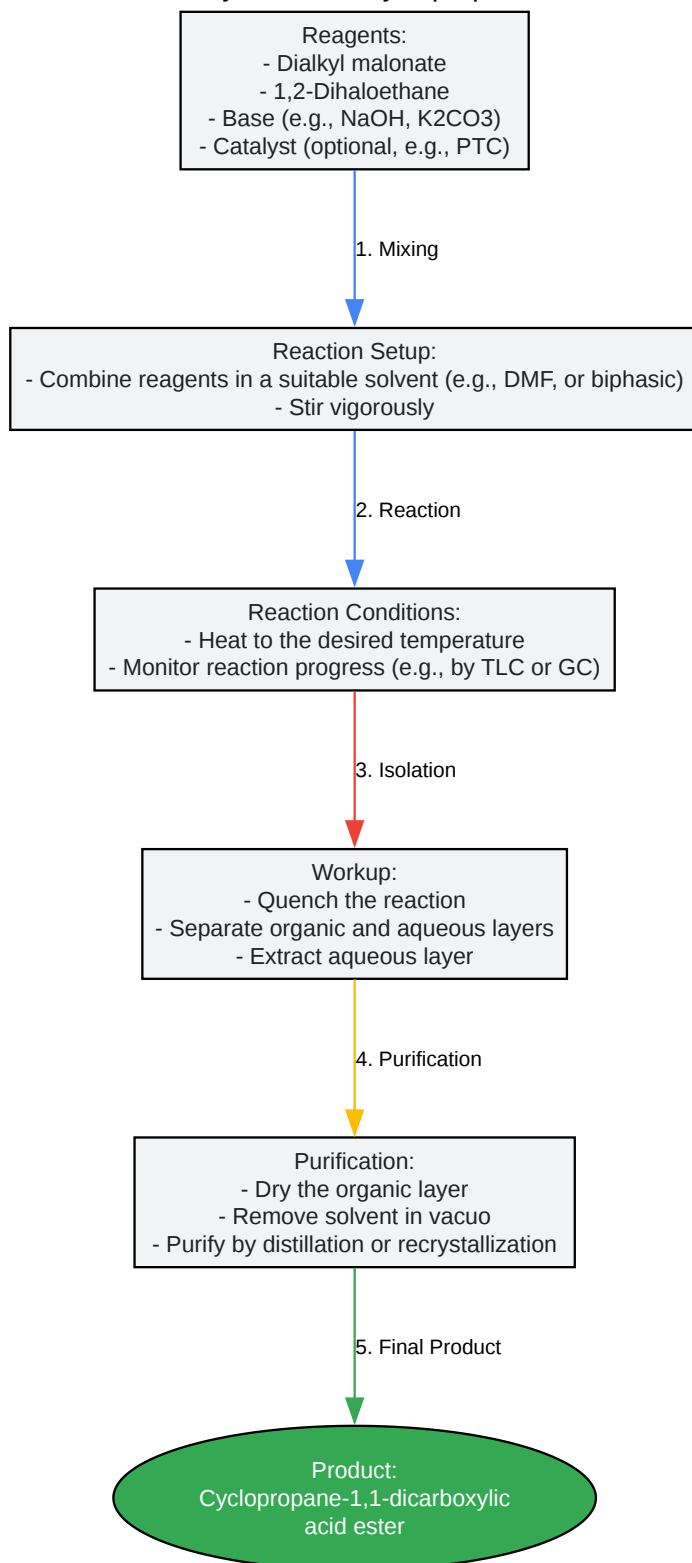 Reagents:
- Dialkyl malonate
- 1,2-Dihaloethane
- Base (e.g., NaOH, K2CO3)
- Catalyst (optional, e.g., PTC)
1. Mixing
Reaction Setup:
- Combine reagents in a suitable solvent (e.g., DMF, or biphasic)
- Stir vigorously
2. Reaction
Reaction Conditions:
- Heat to the desired temperature
- Monitor reaction progress (e.g., by TLC or GC)
3. Isolation
Workup:
- Quench the reaction
- Separate organic and aqueous layers
- Extract aqueous layer
4. Purification
Purification:
- Dry the organic layer
- Remove solvent in vacuo
- Purify by distillation or recrystallization
5. Final Product
Product:
Cyclopropane-1,1-dicarboxylic
acid ester